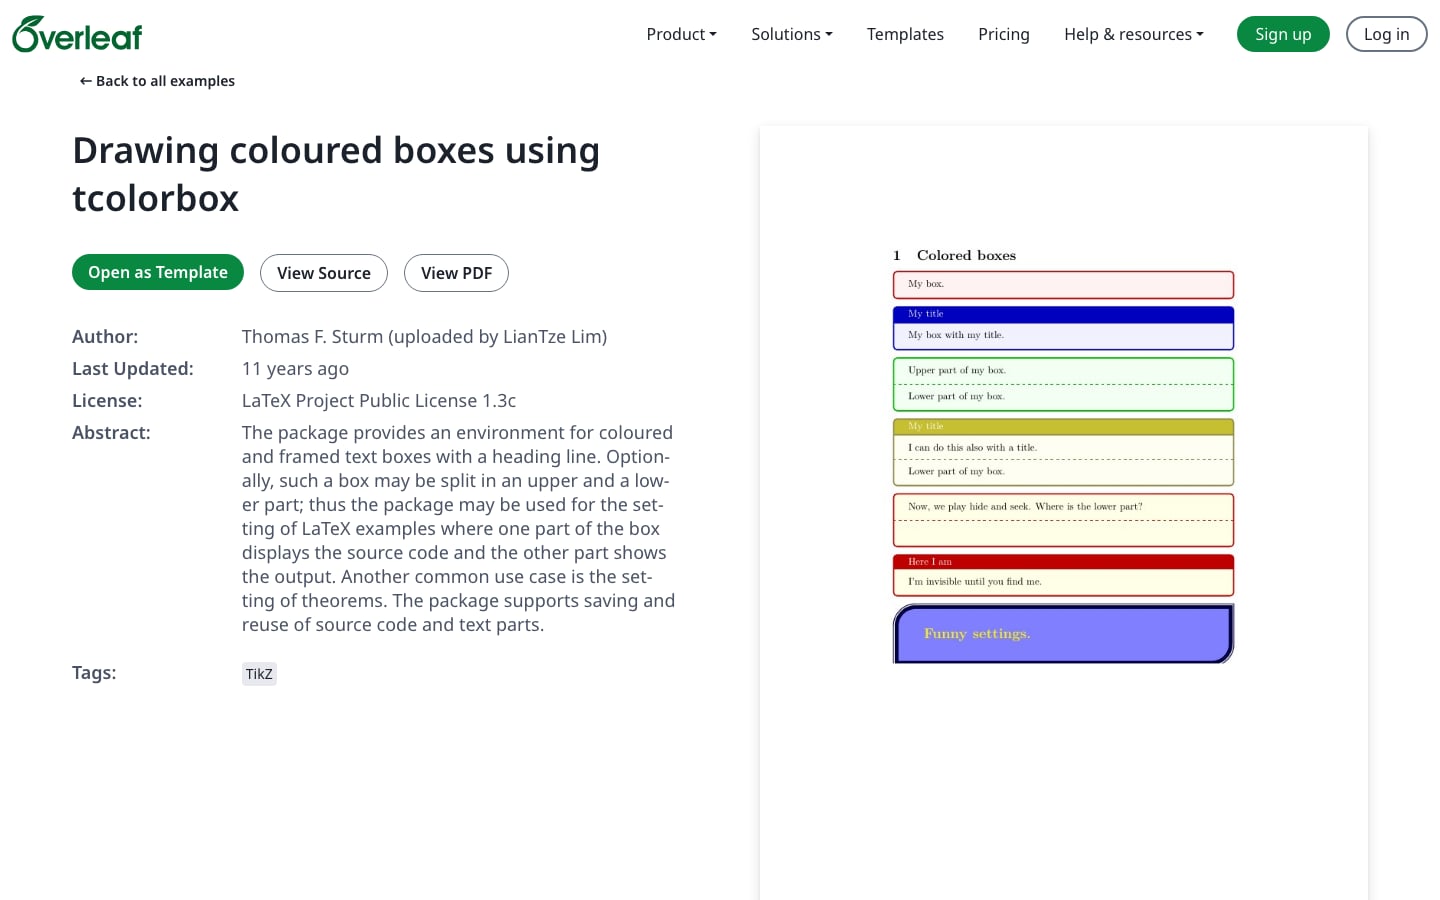 Overleaf
Product
Solutions
Templates
Pricing
Help & resources
Sign up
Log in
← Back to all examples
Drawing coloured boxes using
tcolorbox
Open as Template
View Source
View PDF
Author: Thomas F. Sturm (uploaded by LianTze Lim)
Last Updated: 11 years ago
License: LaTeX Project Public License 1.3c
Abstract: The package provides an environment for coloured
and framed text boxes with a heading line. Option-
ally, such a box may be split in an upper and a low-
er part; thus the package may be used for the set-
ting of LaTeX examples where one part of the box
displays the source code and the other part shows
the output. Another common use case is the set-
ting of theorems. The package supports saving and
reuse of source code and text parts.
Tags: TikZ
1 Colored boxes
My box.
My title
My box with my title.
Upper part of my box.
Lower part of my box.
My title
I can do this also with a title.
Lower part of my box.
Now, we play hide and seek. Where is the lower part?
Here I am
I'm invisible until you find me.
Funny settings.